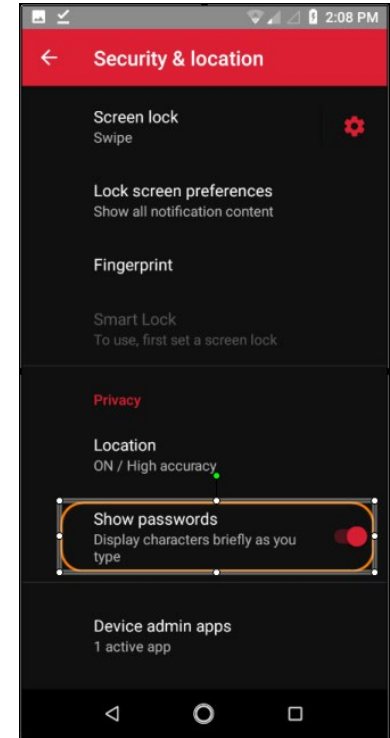 2:08 PM
Security & location
Screen lock
Swipe
Lock screen preferences
Show all notification content
Fingerprint
Smart Lock
To use, first set a screen lock
Privacy
Location
ON / High accuracy
Show passwords
Display characters briefly as you
type
Device admin apps
1 active app